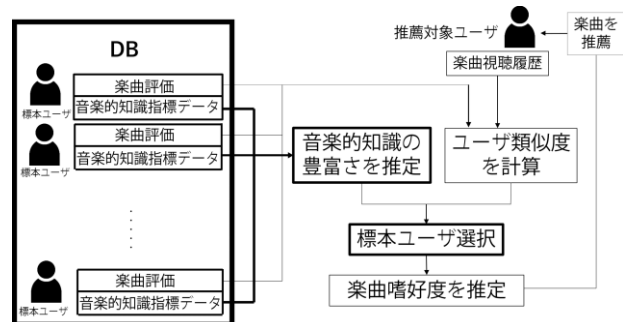 DB
標本ユーザ
楽曲評価
音楽的知識指標データ
標本ユーザ
楽曲評価
音楽的知識指標データ
標本ユーザ
楽曲評価
音楽的知識指標データ
推薦対象ユーザ
楽曲視聴履歴
楽曲を
推薦
音楽的知識の
豊富さを推定
ユーザ類似度
を計算
標本ユーザ選択
楽曲嗜好度を推定